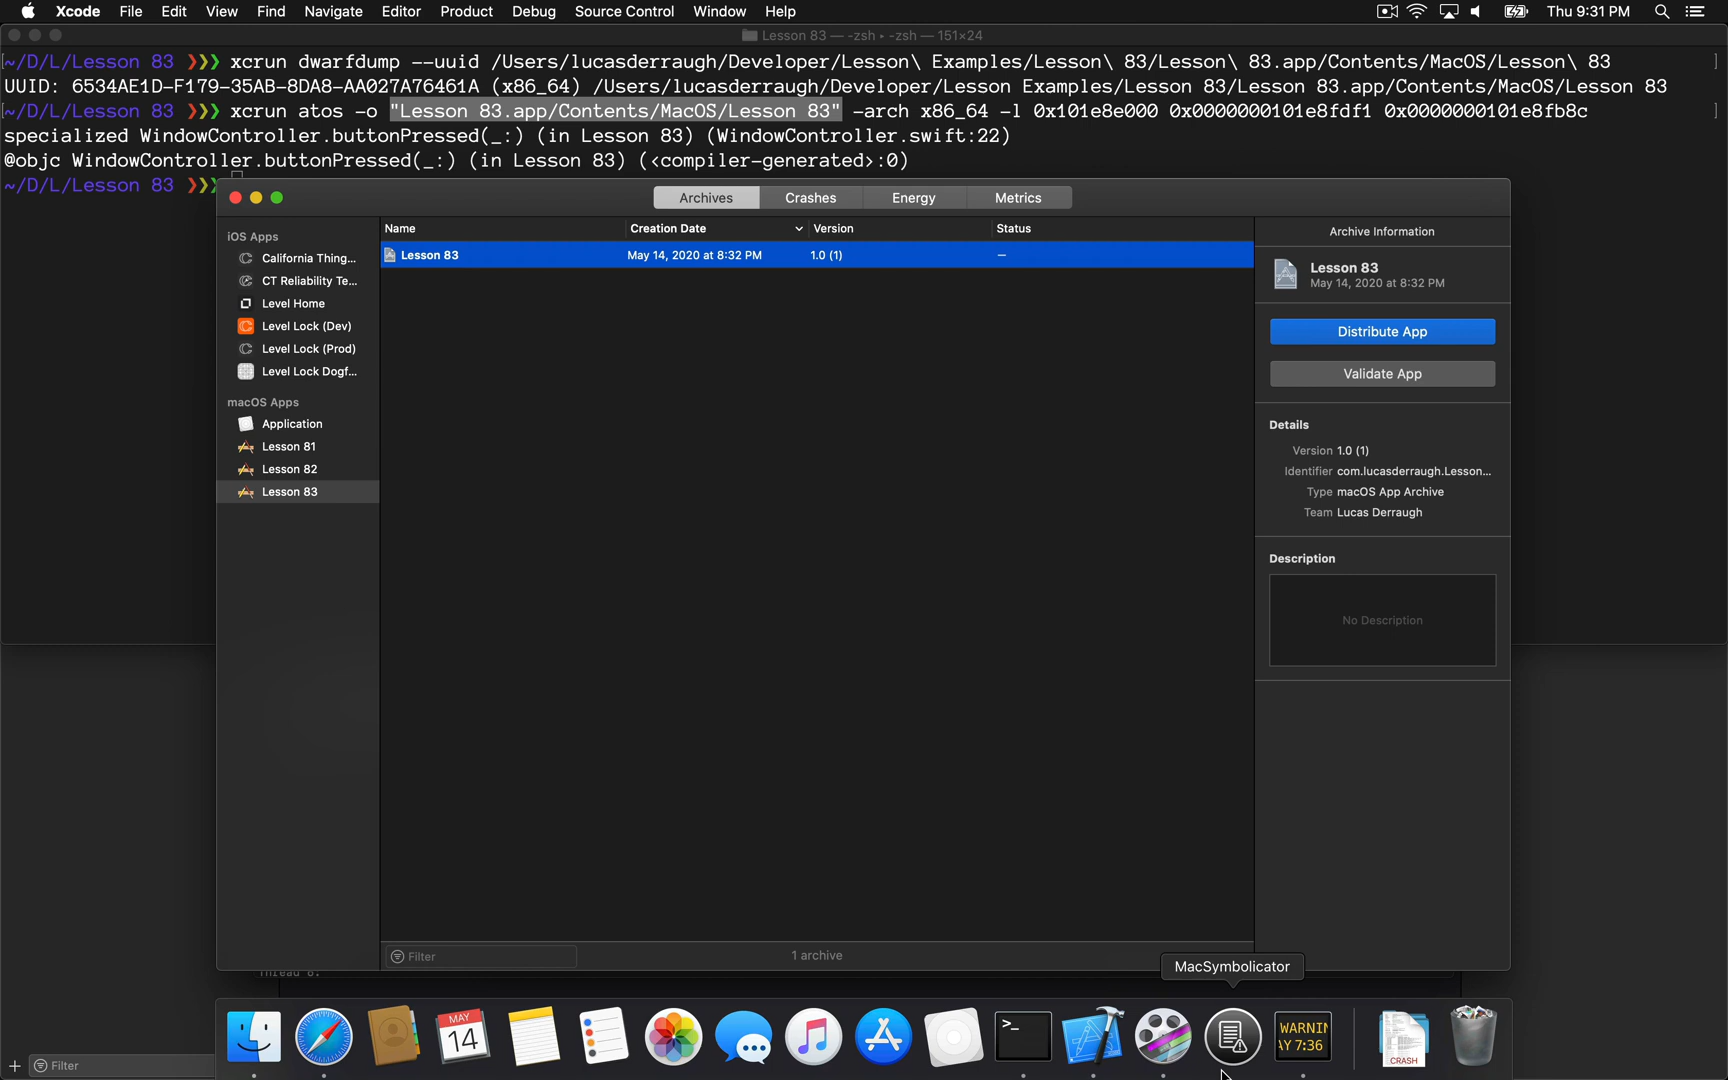 Xcode File Edit View Find Navigate Editor Product Debug Source Control Window Help Thu 9:31 PM
Lesson 83 — -zsh • -zsh — 151×24
~/D/L/Lesson 83 ❯❯❯ xcrun dwarfdump --uuid /Users/lucasderraugh/Developer/Lesson\ Examples/Lesson\ 83/Lesson\ 83.app/Contents/MacOS/Lesson\ 83
UUID: 6534AE1D-F179-35AB-8DA8-AA027A76461A (x86_64) /Users/lucasderraugh/Developer/Lesson Examples/Lesson 83/Lesson 83.app/Contents/MacOS/Lesson 83
~/D/L/Lesson 83 ❯❯❯ xcrun atos -o "Lesson 83.app/Contents/MacOS/Lesson 83" -arch x86_64 -l 0x101e8e000 0x0000000101e8fdf1 0x0000000101e8fb8c
specialized WindowController.buttonPressed(_:) (in Lesson 83) (WindowController.swift:22)
@objc WindowController.buttonPressed(_:) (in Lesson 83) (<compiler-generated>:0)
~/D/L/Lesson 83 ❯❯❯
Archives Crashes Energy Metrics
iOS Apps
California Thing...
CT Reliability Te...
Level Home
Level Lock (Dev)
Level Lock (Prod)
Level Lock Dogf...
macOS Apps
Application
Lesson 81
Lesson 82
Lesson 83
Name Creation Date Version Status
Lesson 83 May 14, 2020 at 8:32 PM 1.0 (1) —
Archive Information
Lesson 83
May 14, 2020 at 8:32 PM
Distribute App
Validate App
Details
Version 1.0 (1)
Identifier com.lucasderraugh.Lesson...
Type macOS App Archive
Team Lucas Derraugh
Description
No Description
Filter
1 archive
MacSymbolicator
MAY
14
>_
WARNIN
AY 7:36
CRASH
Filter